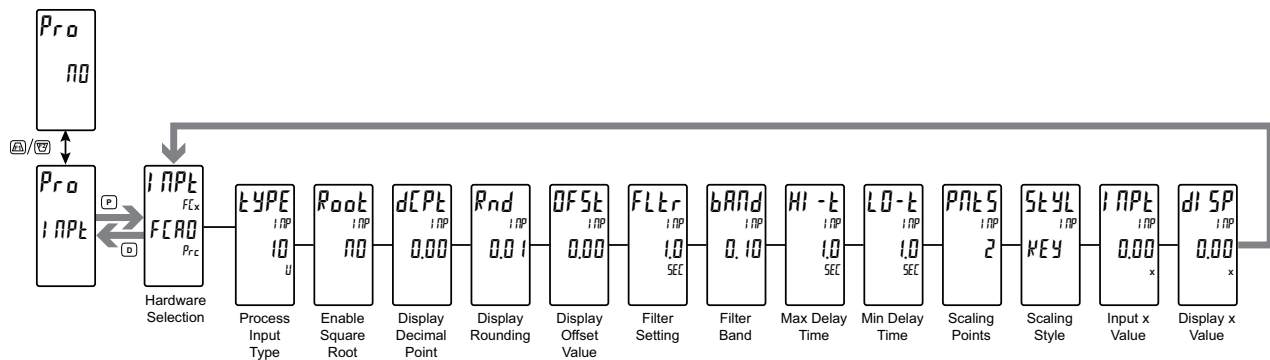 Pro
NO
Pro
INPt
P
D
INPt
FCx
FCA0
Prc
Hardware
Selection
tYPE
INP
10
U
Process
Input
Type
Root
INP
NO
Enable
Square
Root
dCPt
INP
0.00
Display
Decimal
Point
Rnd
INP
0.01
Display
Rounding
OFSt
INP
0.00
Display
Offset
Value
FLtr
INP
1.0
SEC
Filter
Setting
bANd
INP
0.10
Filter
Band
HI-t
INP
1.0
SEC
Max Delay
Time
LO-t
INP
1.0
SEC
Min Delay
Time
PNtS
INP
2
Scaling
Points
StYL
INP
KEY
Scaling
Style
INPt
INP
0.00
x
Input x
Value
dISP
INP
0.00
x
Display x
Value